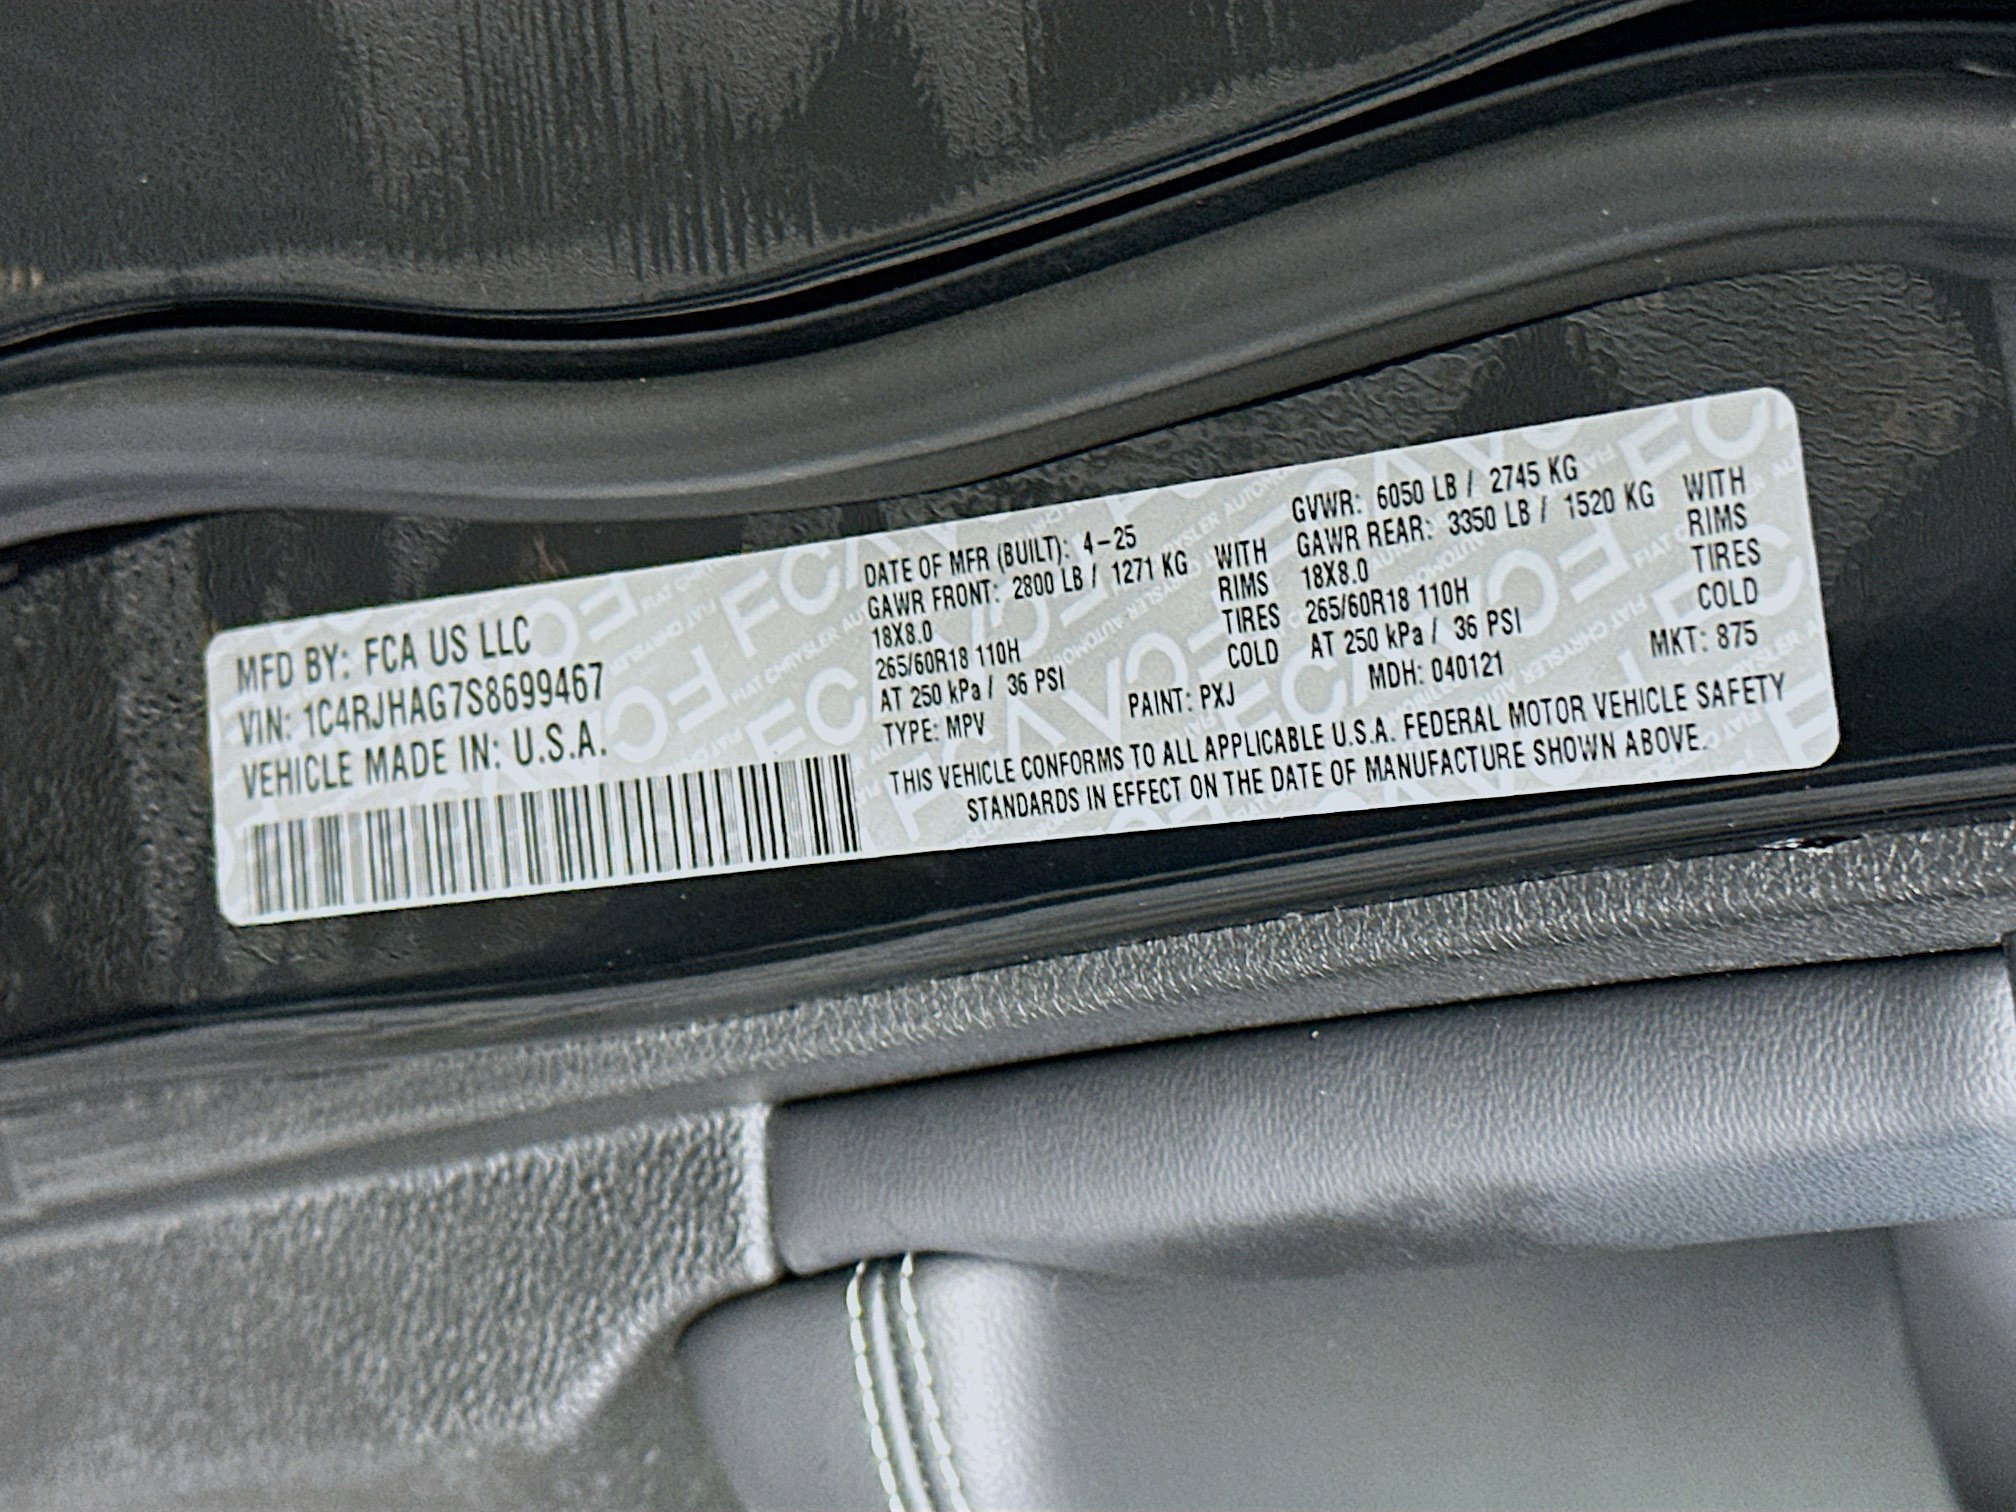 MFD BY: FCA US LLC
VIN: 1C4RJHAG7S8699467
VEHICLE MADE IN: U.S.A.
DATE OF MFR (BUILT): 4-25 GVWR: 6050 LB / 2745 KG
GAWR FRONT: 2800 LB / 1271 KG WITH GAWR REAR: 3350 LB / 1520 KG WITH
18X8.0 RIMS 18X8.0 RIMS
265/60R18 110H TIRES 265/60R18 110H TIRES
AT 250 kPa / 36 PSI COLD AT 250 kPa / 36 PSI COLD
TYPE: MPV PAINT: PXJ MDH: 040121 MKT: 875
THIS VEHICLE CONFORMS TO ALL APPLICABLE U.S.A. FEDERAL MOTOR VEHICLE SAFETY
STANDARDS IN EFFECT ON THE DATE OF MANUFACTURE SHOWN ABOVE.